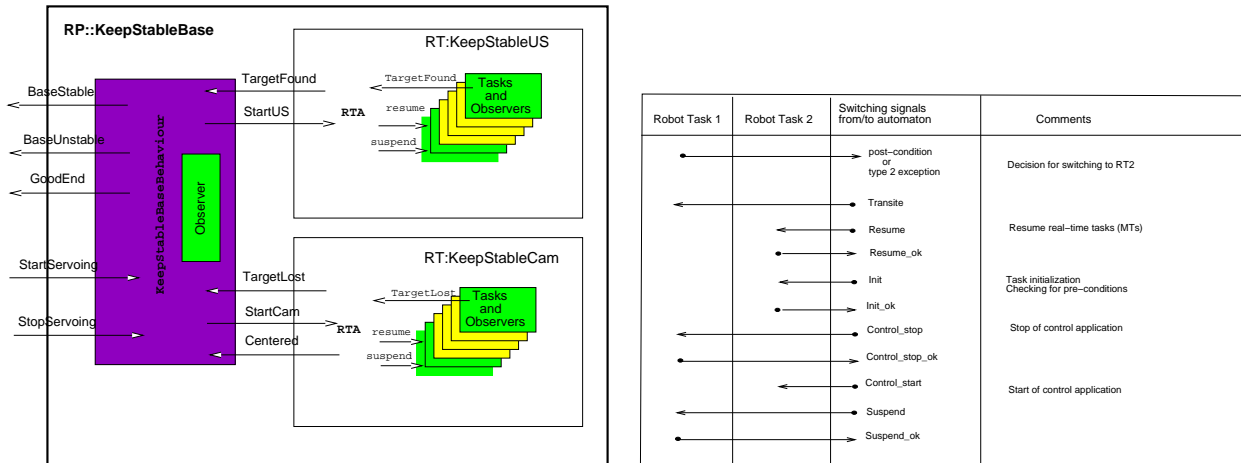 RP::KeepStableBase
BaseStable
BaseUnstable
GoodEnd
StartServoing
StopServoing
KeepStableBaseBehaviour
Observer
TargetFound
StartUS
TargetLost
StartCam
Centered
RT:KeepStableUS
TargetFound
RTA
resume
suspend
Tasks
and
Observers
RT:KeepStableCam
TargetLost
RTA
resume
suspend
Tasks
and
Observers
Robot Task 1
Robot Task 2
Switching signals
from/to automaton
Comments
post−condition
or
type 2 exception
Decision for switching to RT2
Transite
Resume
Resume real−time tasks (MTs)
Resume_ok
Init
Task initialization
Checking for pre−conditions
Init_ok
Control_stop
Stop of control application
Control_stop_ok
Control_start
Start of control application
Suspend
Suspend_ok